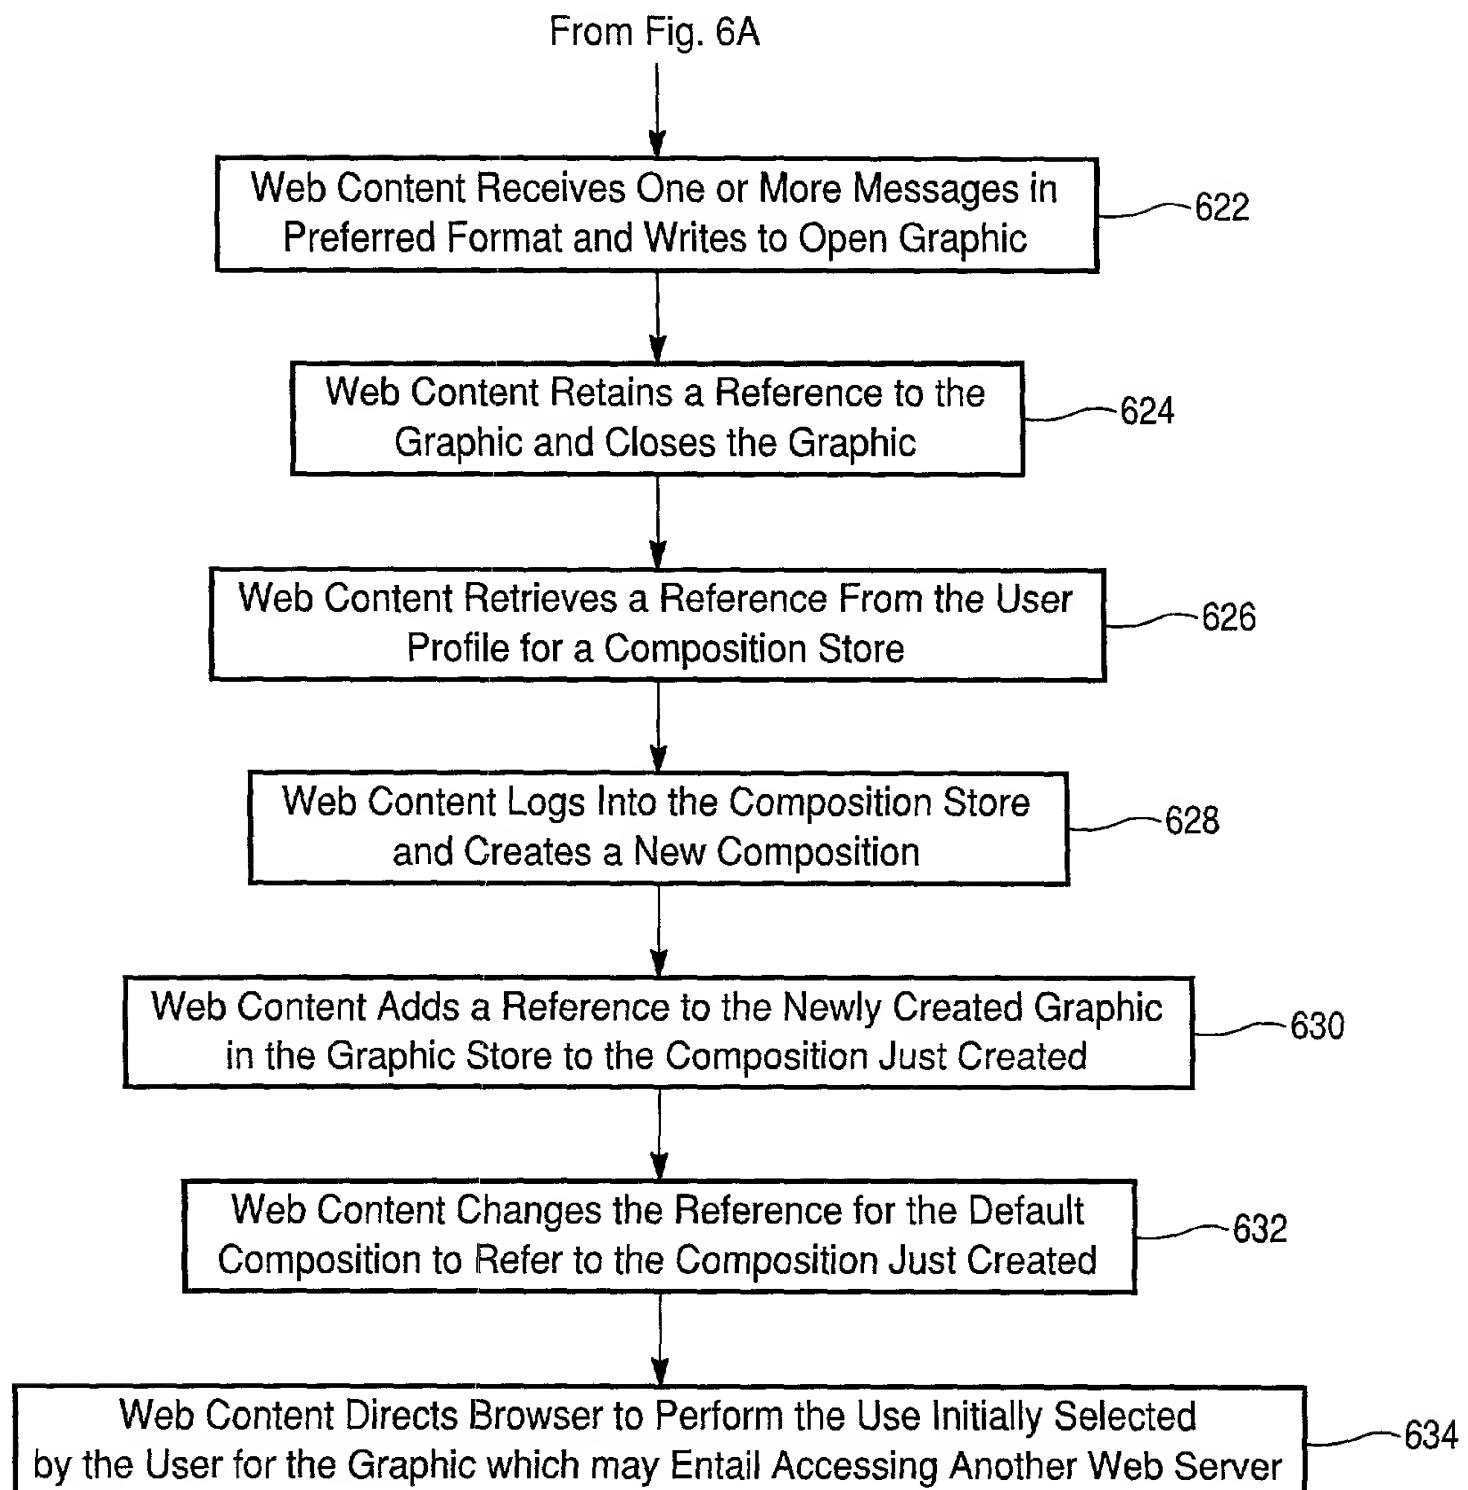 From Fig. 6A
Web Content Receives One or More Messages in
Preferred Format and Writes to Open Graphic
622
Web Content Retains a Reference to the
Graphic and Closes the Graphic
624
Web Content Retrieves a Reference From the User
Profile for a Composition Store
626
Web Content Logs Into the Composition Store
and Creates a New Composition
628
Web Content Adds a Reference to the Newly Created Graphic
in the Graphic Store to the Composition Just Created
630
Web Content Changes the Reference for the Default
Composition to Refer to the Composition Just Created
632
Web Content Directs Browser to Perform the Use Initially Selected
by the User for the Graphic which may Entail Accessing Another Web Server
634